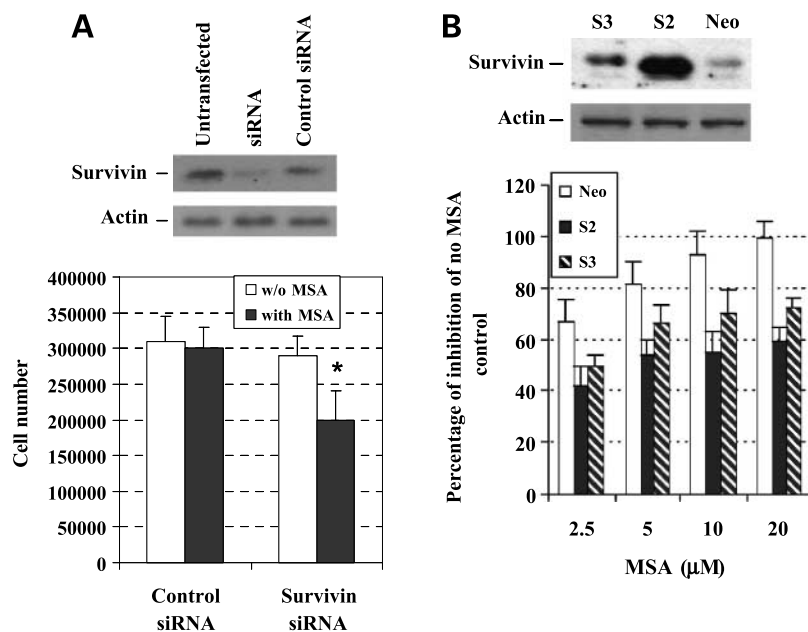 A
Untransfected
siRNA
Control siRNA
Survivin
Actin
400000
350000
300000
250000
200000
150000
100000
50000
0
Cell number
w/o MSA
with MSA
*
Control
siRNA
Survivin
siRNA
B
S3 S2 Neo
Survivin
Actin
120
100
80
60
40
20
0
Percentage of inhibition of no MSA
control
Neo
S2
S3
2.5 5 10 20
MSA (μM)